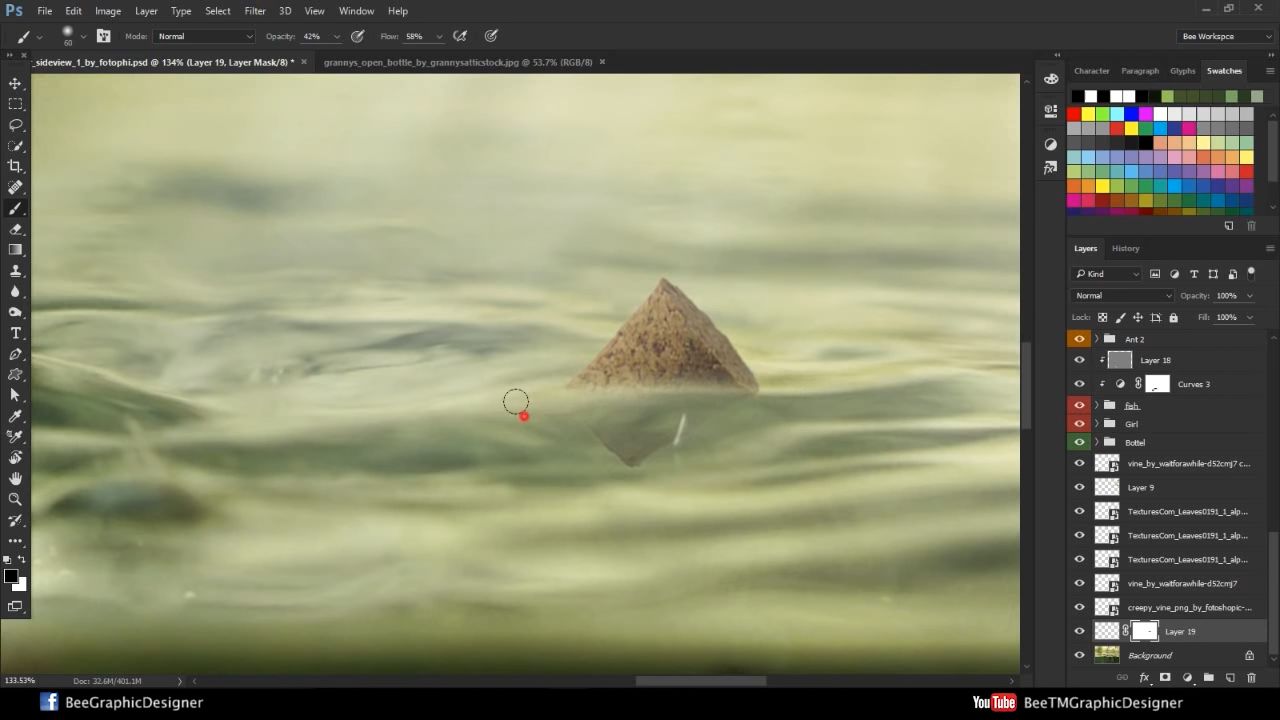 Ps File Edit Image Layer Type Select Filter 3D View Window Help
60 Mode: Normal Opacity: 42% Flow: 58% Bee Workspce
_sideview_1_by_fotophi.psd @ 134% (Layer 19, Layer Mask/8) * × grannys_open_bottle_by_grannysatticstock.jpg @ 53.7% (RGB/8) ×
Character Paragraph Glyphs Swatches
Layers History
Kind
Normal Opacity: 100%
Lock: Fill: 100%
Ant 2
Layer 18
Curves 3
fish
Girl
Bottel
vine_by_waitforawhile-d52cmj7 c...
Layer 9
TexturesCom_Leaves0191_1_alp...
TexturesCom_Leaves0191_1_alp...
TexturesCom_Leaves0191_1_alp...
vine_by_waitforawhile-d52cmj7
creepy_vine_png_by_fotoshopic-...
Layer 19
Background
133.53% Doc: 32.6M/401.1M
fx
f BeeGraphicDesigner
YouTube BeeTMGraphicDesigner